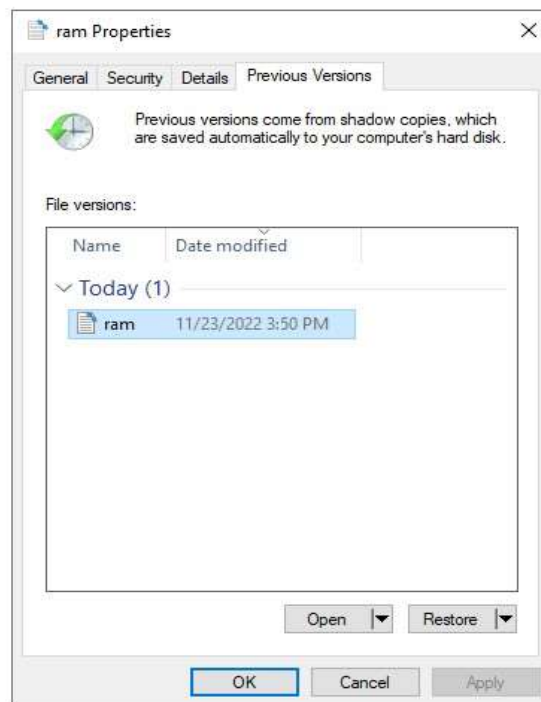 ram Properties
General Security Details Previous Versions
Previous versions come from shadow copies, which
are saved automatically to your computer's hard disk.
File versions:
Name Date modified
Today (1)
ram 11/23/2022 3:50 PM
Open Restore
OK Cancel Apply